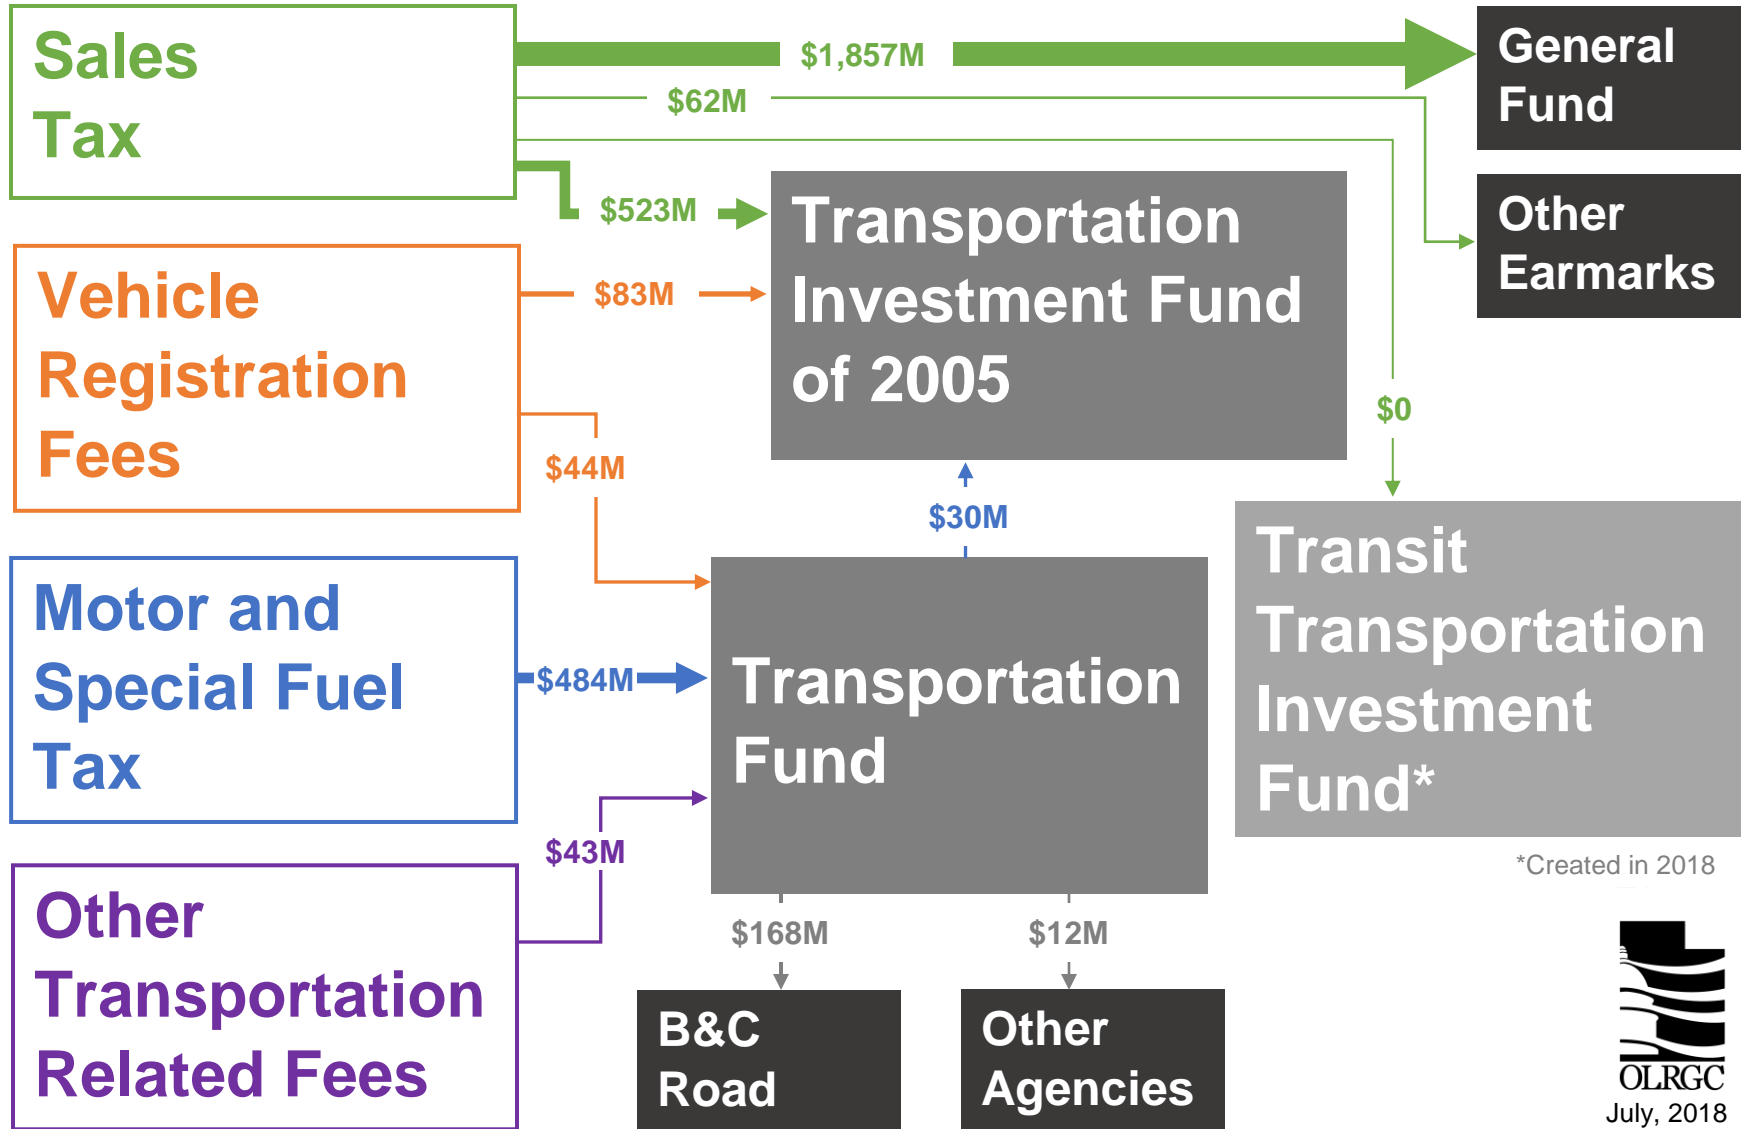 Sales
Tax
$1,857M
$62M
General
Fund
$523M
Other
Earmarks
Transportation
Investment Fund
of 2005
Vehicle
Registration
Fees
$83M
$44M
$0
$30M
Transit
Transportation
Investment
Fund*
*Created in 2018
Motor and
Special Fuel
Tax
$484M
Transportation
Fund
$43M
Other
Transportation
Related Fees
$168M
$12M
B&C
Road
Other
Agencies
OLRGC
July, 2018